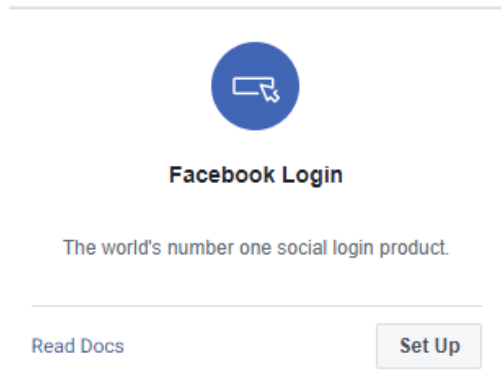 Facebook Login
The world's number one social login product.
Read Docs Set Up